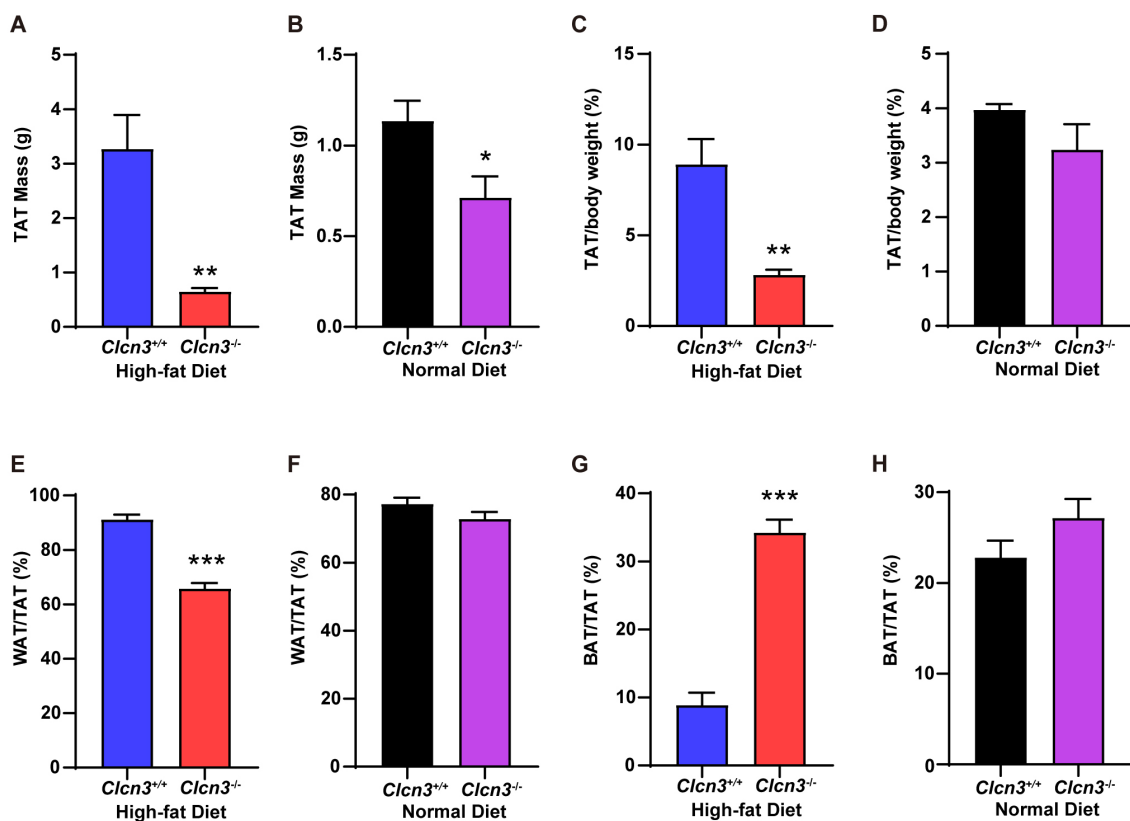 A
TAT Mass (g)
5
4
3
2
1
0
**
Clcn3+/+ Clcn3-/-
High-fat Diet
B
TAT Mass (g)
1.5
1.0
0.5
0.0
*
Clcn3+/+ Clcn3-/-
Normal Diet
C
TAT/body weight (%)
15
10
5
0
**
Clcn3+/+ Clcn3-/-
High-fat Diet
D
TAT/body weight (%)
5
4
3
2
1
0
Clcn3+/+ Clcn3-/-
Normal Diet
E
WAT/TAT (%)
100
80
60
40
20
0
***
Clcn3+/+ Clcn3-/-
High-fat Diet
F
WAT/TAT (%)
80
60
40
20
0
Clcn3+/+ Clcn3-/-
Normal Diet
G
BAT/TAT (%)
40
30
20
10
0
***
Clcn3+/+ Clcn3-/-
High-fat Diet
H
BAT/TAT (%)
30
20
10
0
Clcn3+/+ Clcn3-/-
Normal Diet